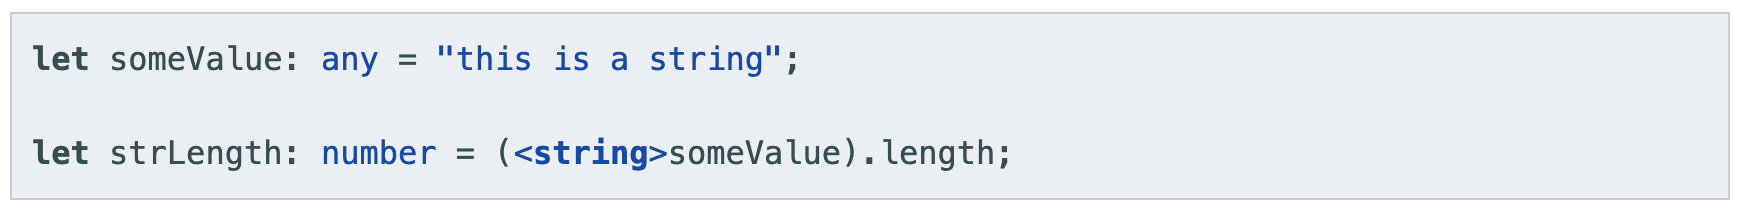 let someValue: any = "this is a string";
let strLength: number = (<string>someValue).length;